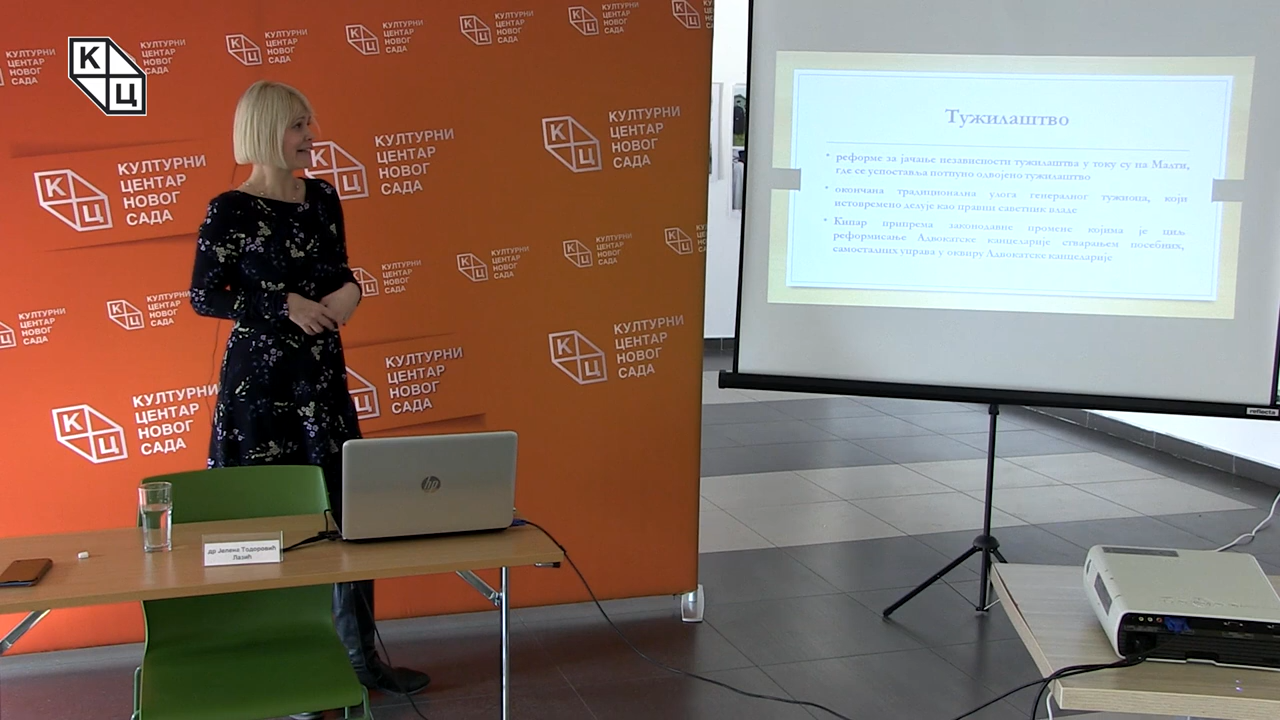 КУЛТУРНИ
ЦЕНТАР
НОВОГ
САДА
К Ц
Тужилаштво
• реформе за јачање независности тужилаштва у току су на Малти,
где се успоставља потпуно одвојено тужилаштво
• окончана традиционална улога генералног тужиоца, који
истовремено делује као правни саветник владе
• Кипар припрема законодавне промене којима је циљ
реформисање Адвокатске канцеларије стварањем посебних,
самосталних управа у оквиру Адвокатске канцеларије
reflecta
hp
др Јелена Тодоровић
Лазић